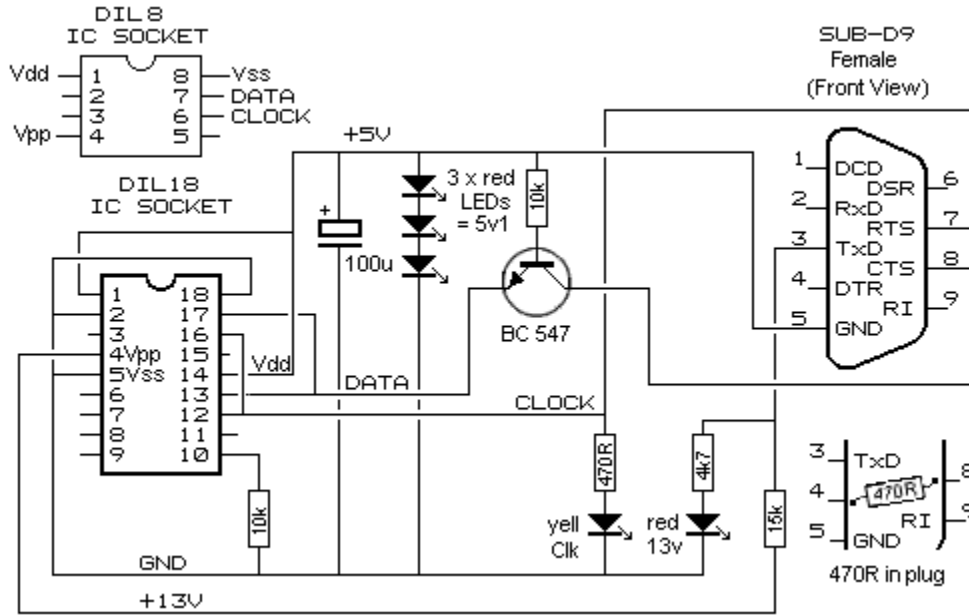 DIL8
IC SOCKET
Vdd
1
8
Vss
2
7
DATA
3
6
CLOCK
Vpp
4
5
DIL18
IC SOCKET
1
18
2
17
3
16
4Vpp
15
5Vss
14
Vdd
6
13
7
12
8
11
9
10
+5V
+
100u
3 x red
LEDs
= 5v1
10k
BC 547
DATA
CLOCK
10k
470R
4k7
15k
yell
Clk
red
13v
GND
+13V
SUB-D9
Female
(Front View)
1
DCD
DSR
6
2
RxD
RTS
7
3
TxD
CTS
8
4
DTR
RI
9
5
GND
3
TxD
8
4
470R
RI
9
5
GND
470R in plug